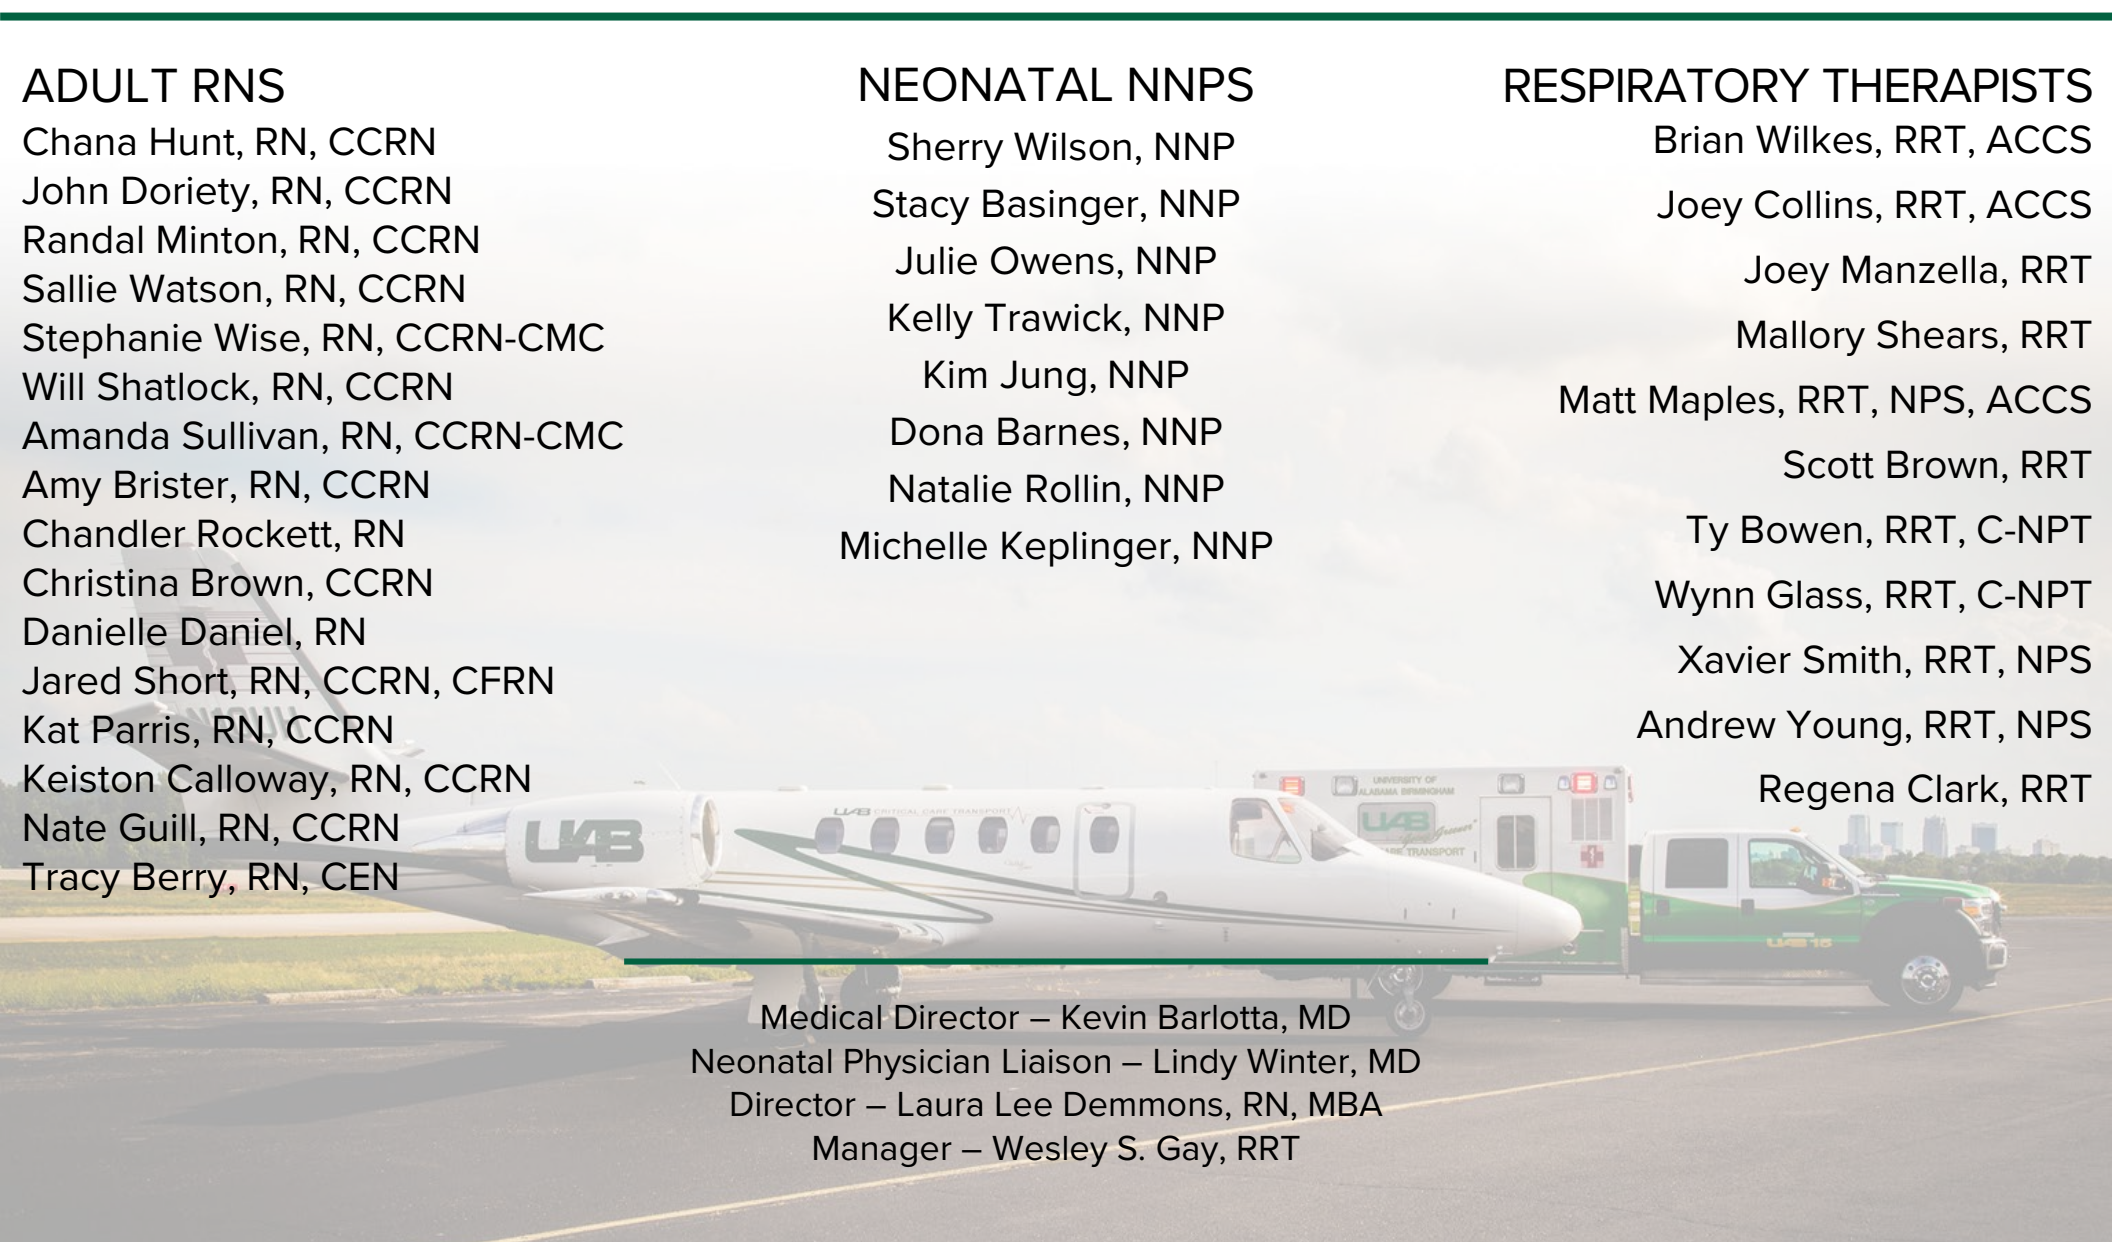 ADULT RNS
Chana Hunt, RN, CCRN
John Doriety, RN, CCRN
Randal Minton, RN, CCRN
Sallie Watson, RN, CCRN
Stephanie Wise, RN, CCRN-CMC
Will Shatlock, RN, CCRN
Amanda Sullivan, RN, CCRN-CMC
Amy Brister, RN, CCRN
Chandler Rockett, RN
Christina Brown, CCRN
Danielle Daniel, RN
Jared Short, RN, CCRN, CFRN
Kat Parris, RN, CCRN
Keiston Calloway, RN, CCRN
Nate Guill, RN, CCRN
Tracy Berry, RN, CEN
NEONATAL NNPS
Sherry Wilson, NNP
Stacy Basinger, NNP
Julie Owens, NNP
Kelly Trawick, NNP
Kim Jung, NNP
Dona Barnes, NNP
Natalie Rollin, NNP
Michelle Keplinger, NNP
RESPIRATORY THERAPISTS
Brian Wilkes, RRT, ACCS
Joey Collins, RRT, ACCS
Joey Manzella, RRT
Mallory Shears, RRT
Matt Maples, RRT, NPS, ACCS
Scott Brown, RRT
Ty Bowen, RRT, C-NPT
Wynn Glass, RRT, C-NPT
Xavier Smith, RRT, NPS
Andrew Young, RRT, NPS
Regena Clark, RRT
UAB
UAB CRITICAL CARE TRANSPORT
UNIVERSITY OF
ALABAMA BIRMINGHAM
UAB
TRANSPORT
UAB 15
Medical Director – Kevin Barlotta, MD
Neonatal Physician Liaison – Lindy Winter, MD
Director – Laura Lee Demmons, RN, MBA
Manager – Wesley S. Gay, RRT